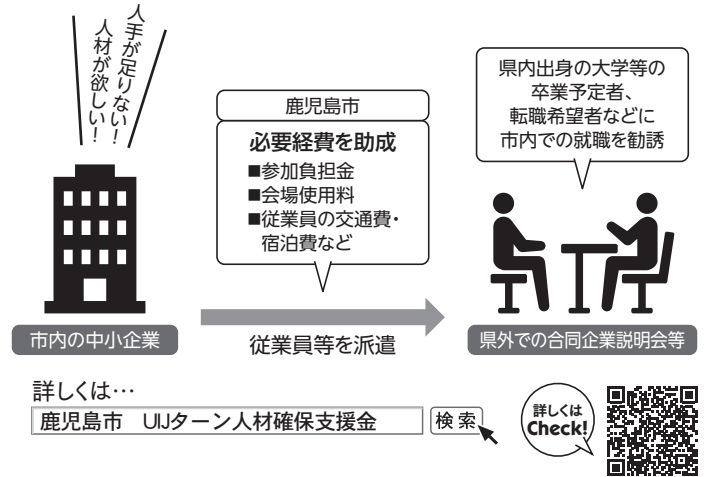 人手が足りない!
人材が欲しい!
市内の中小企業
鹿児島市
必要経費を助成
■参加負担金
■会場使用料
■従業員の交通費・
宿泊費など
従業員等を派遣
県内出身の大学等の
卒業予定者、
転職希望者などに
市内での就職を勧誘
県外での合同企業説明会等
詳しくは…
鹿児島市 UIJターン人材確保支援金
検索
詳しくは
Check!